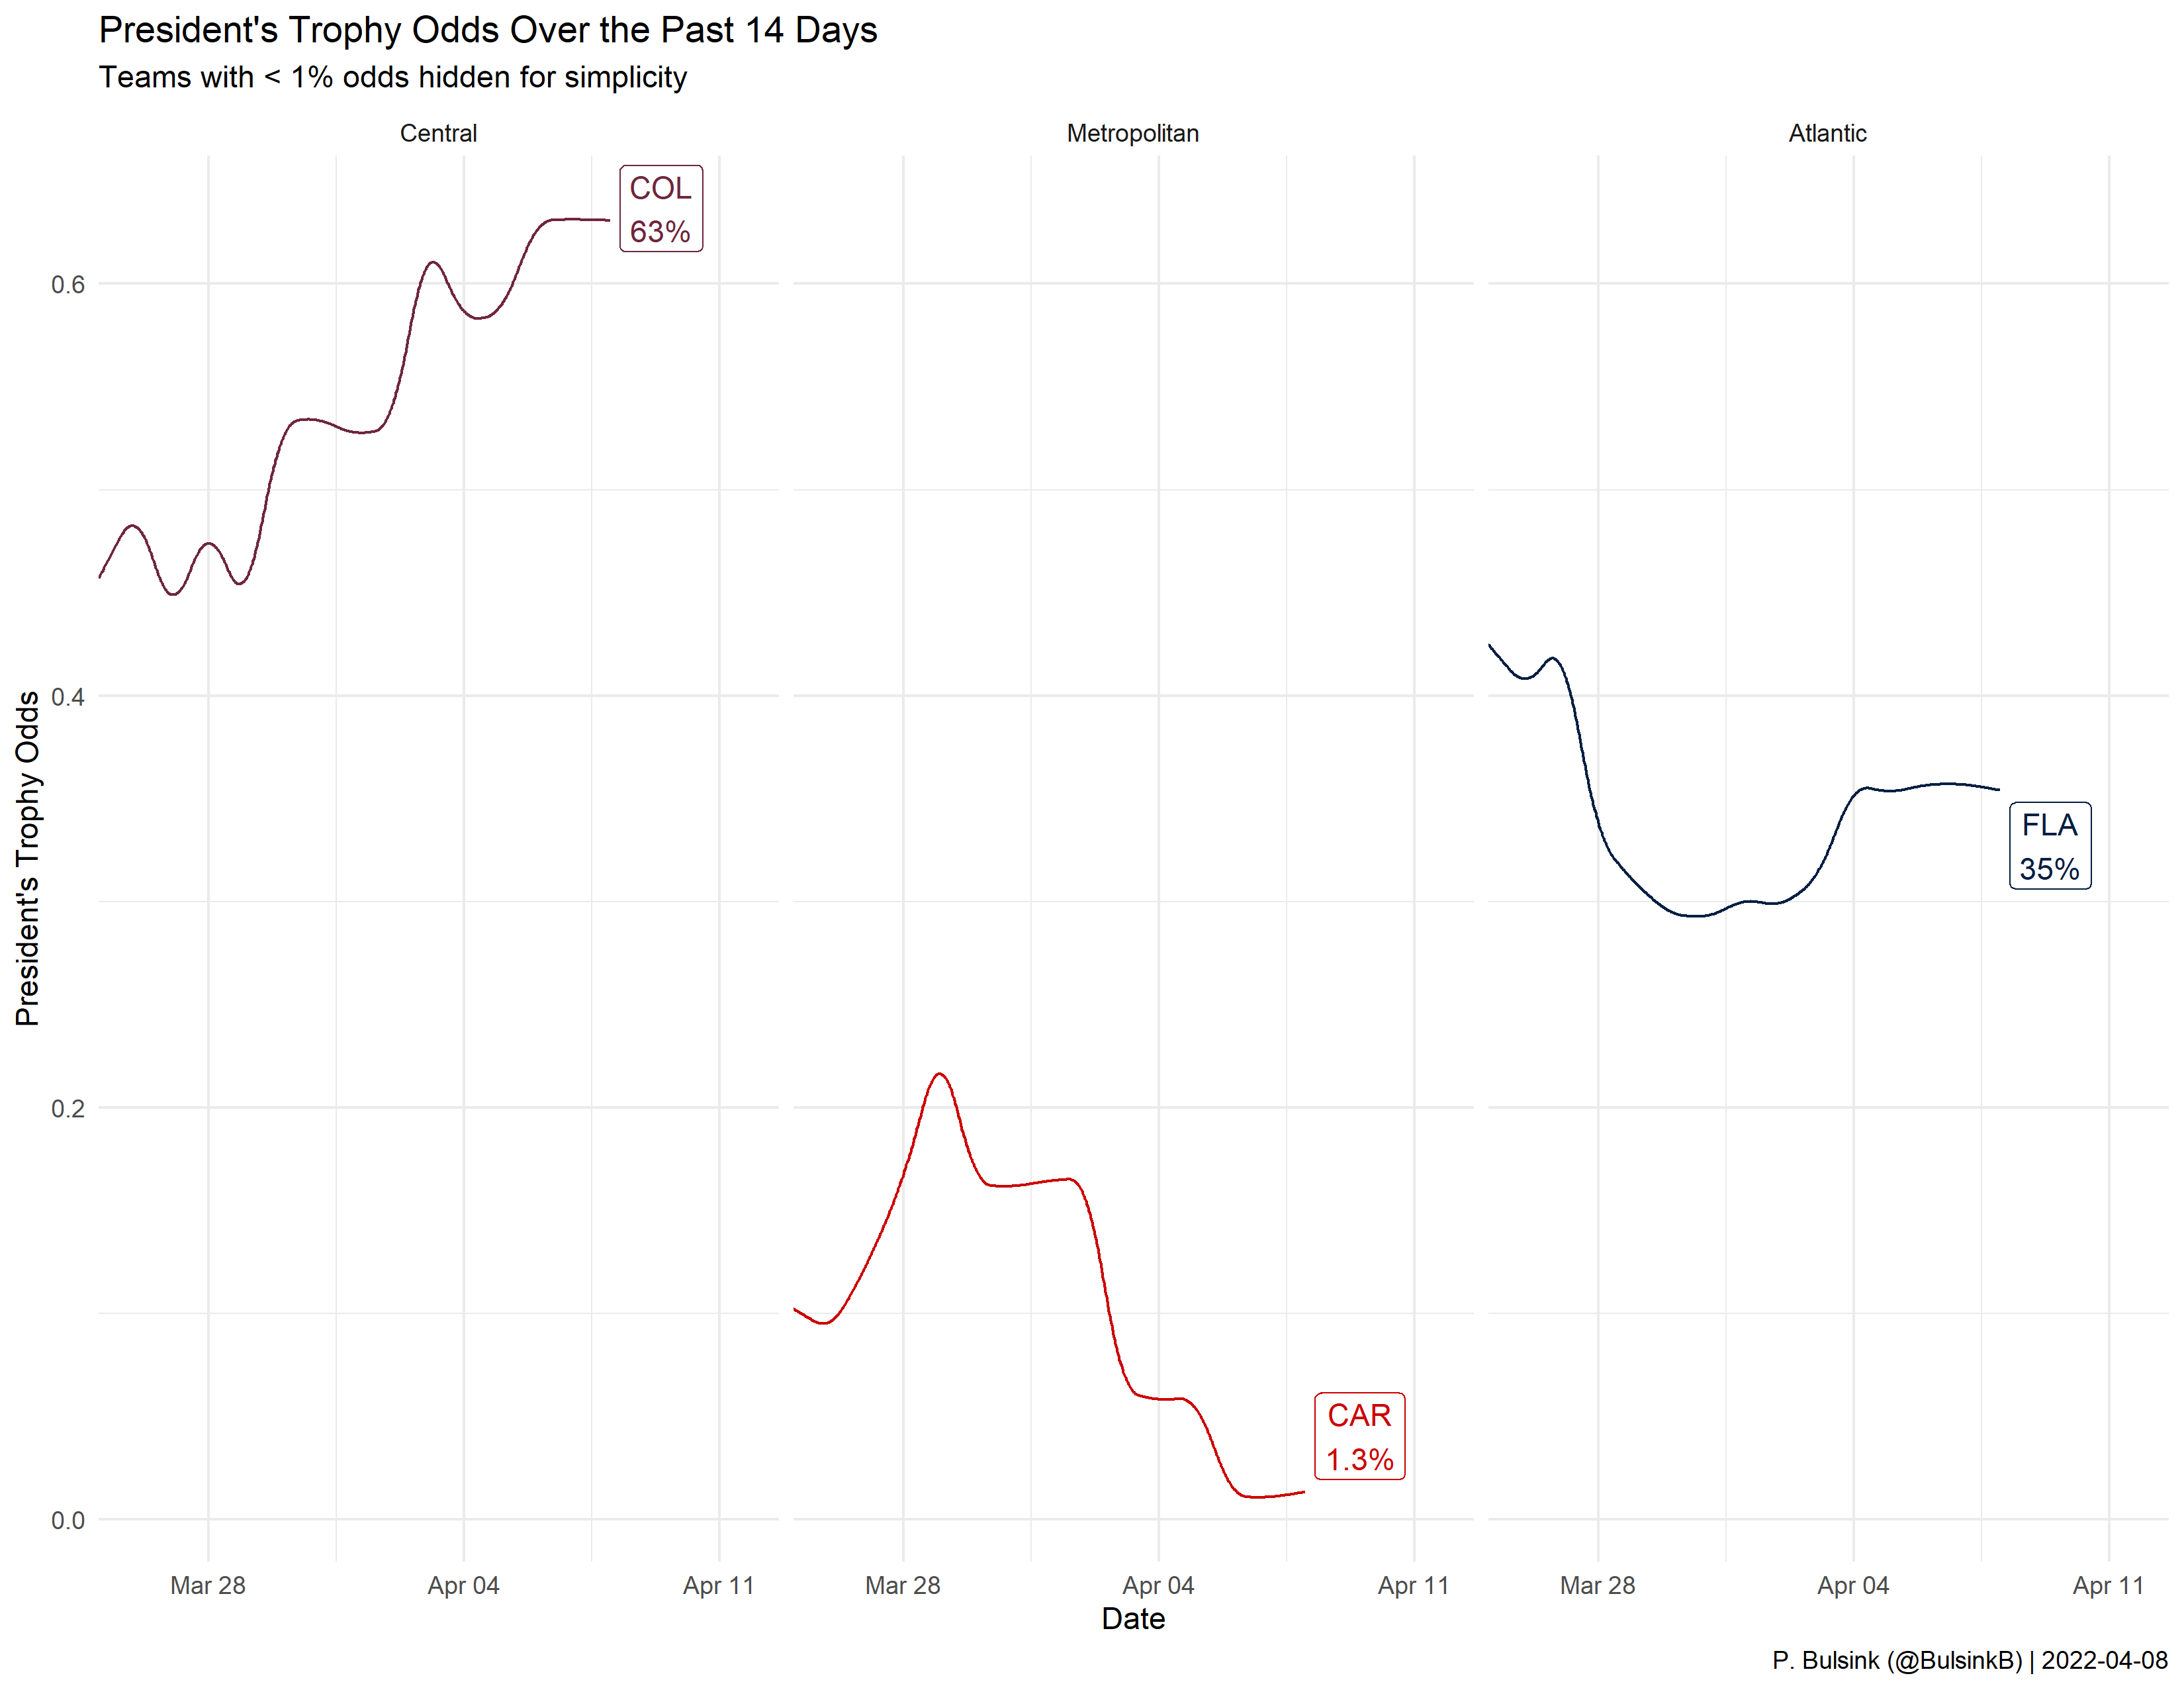 President's Trophy Odds Over the Past 14 Days
Teams with < 1% odds hidden for simplicity
Central
Metropolitan
Atlantic
COL
63%
CAR
1.3%
FLA
35%
0.6
0.4
0.2
0.0
President's Trophy Odds
Mar 28
Apr 04
Apr 11
Mar 28
Apr 04
Apr 11
Mar 28
Apr 04
Apr 11
Date
P. Bulsink (@BulsinkB) | 2022-04-08